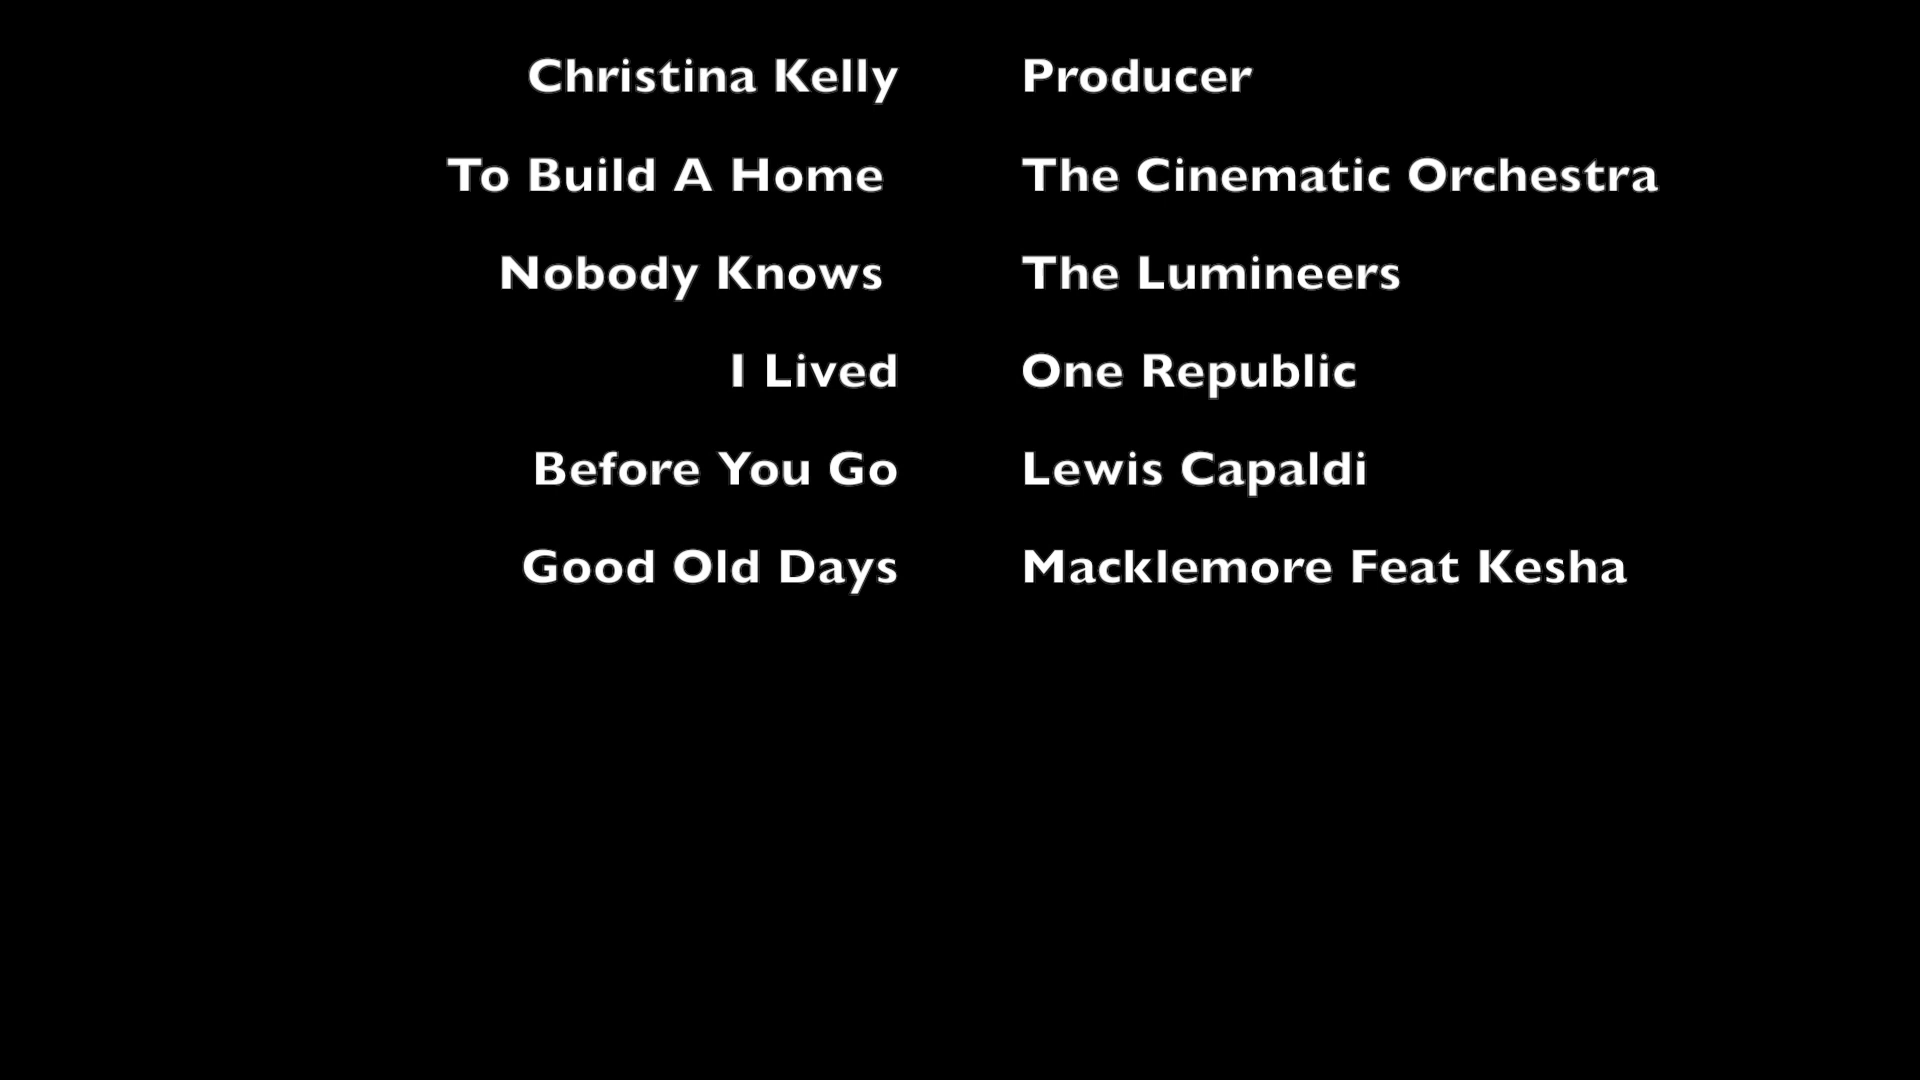 Christina Kelly Producer
To Build A Home The Cinematic Orchestra
Nobody Knows The Lumineers
I Lived One Republic
Before You Go Lewis Capaldi
Good Old Days Macklemore Feat Kesha